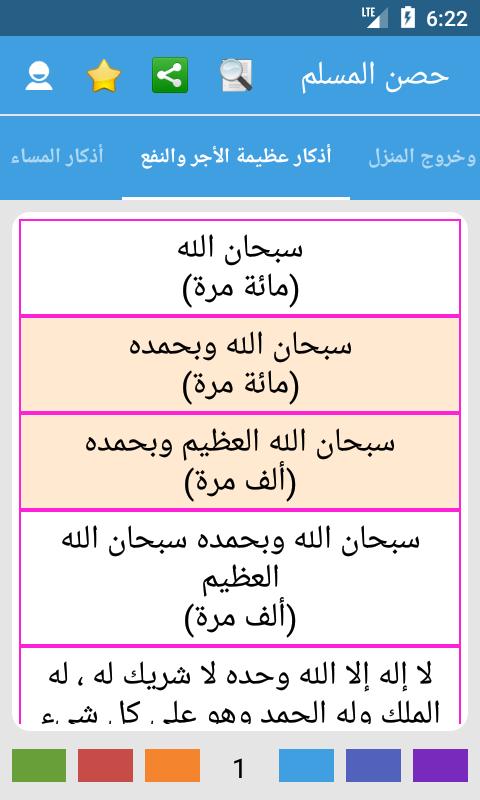 LTE 6:22
حصن المسلم
وخروج المنزل
أذكار عظيمة الأجر والنفع
أذكار المساء
سبحان الله
(مائة مرة)
سبحان الله وبحمده
(مائة مرة)
سبحان الله العظيم وبحمده
(ألف مرة)
سبحان الله وبحمده سبحان الله
العظيم
(ألف مرة)
لا إله إلا الله وحده لا شريك له ، له
الملك وله الحمد وهو على كل شيء
1